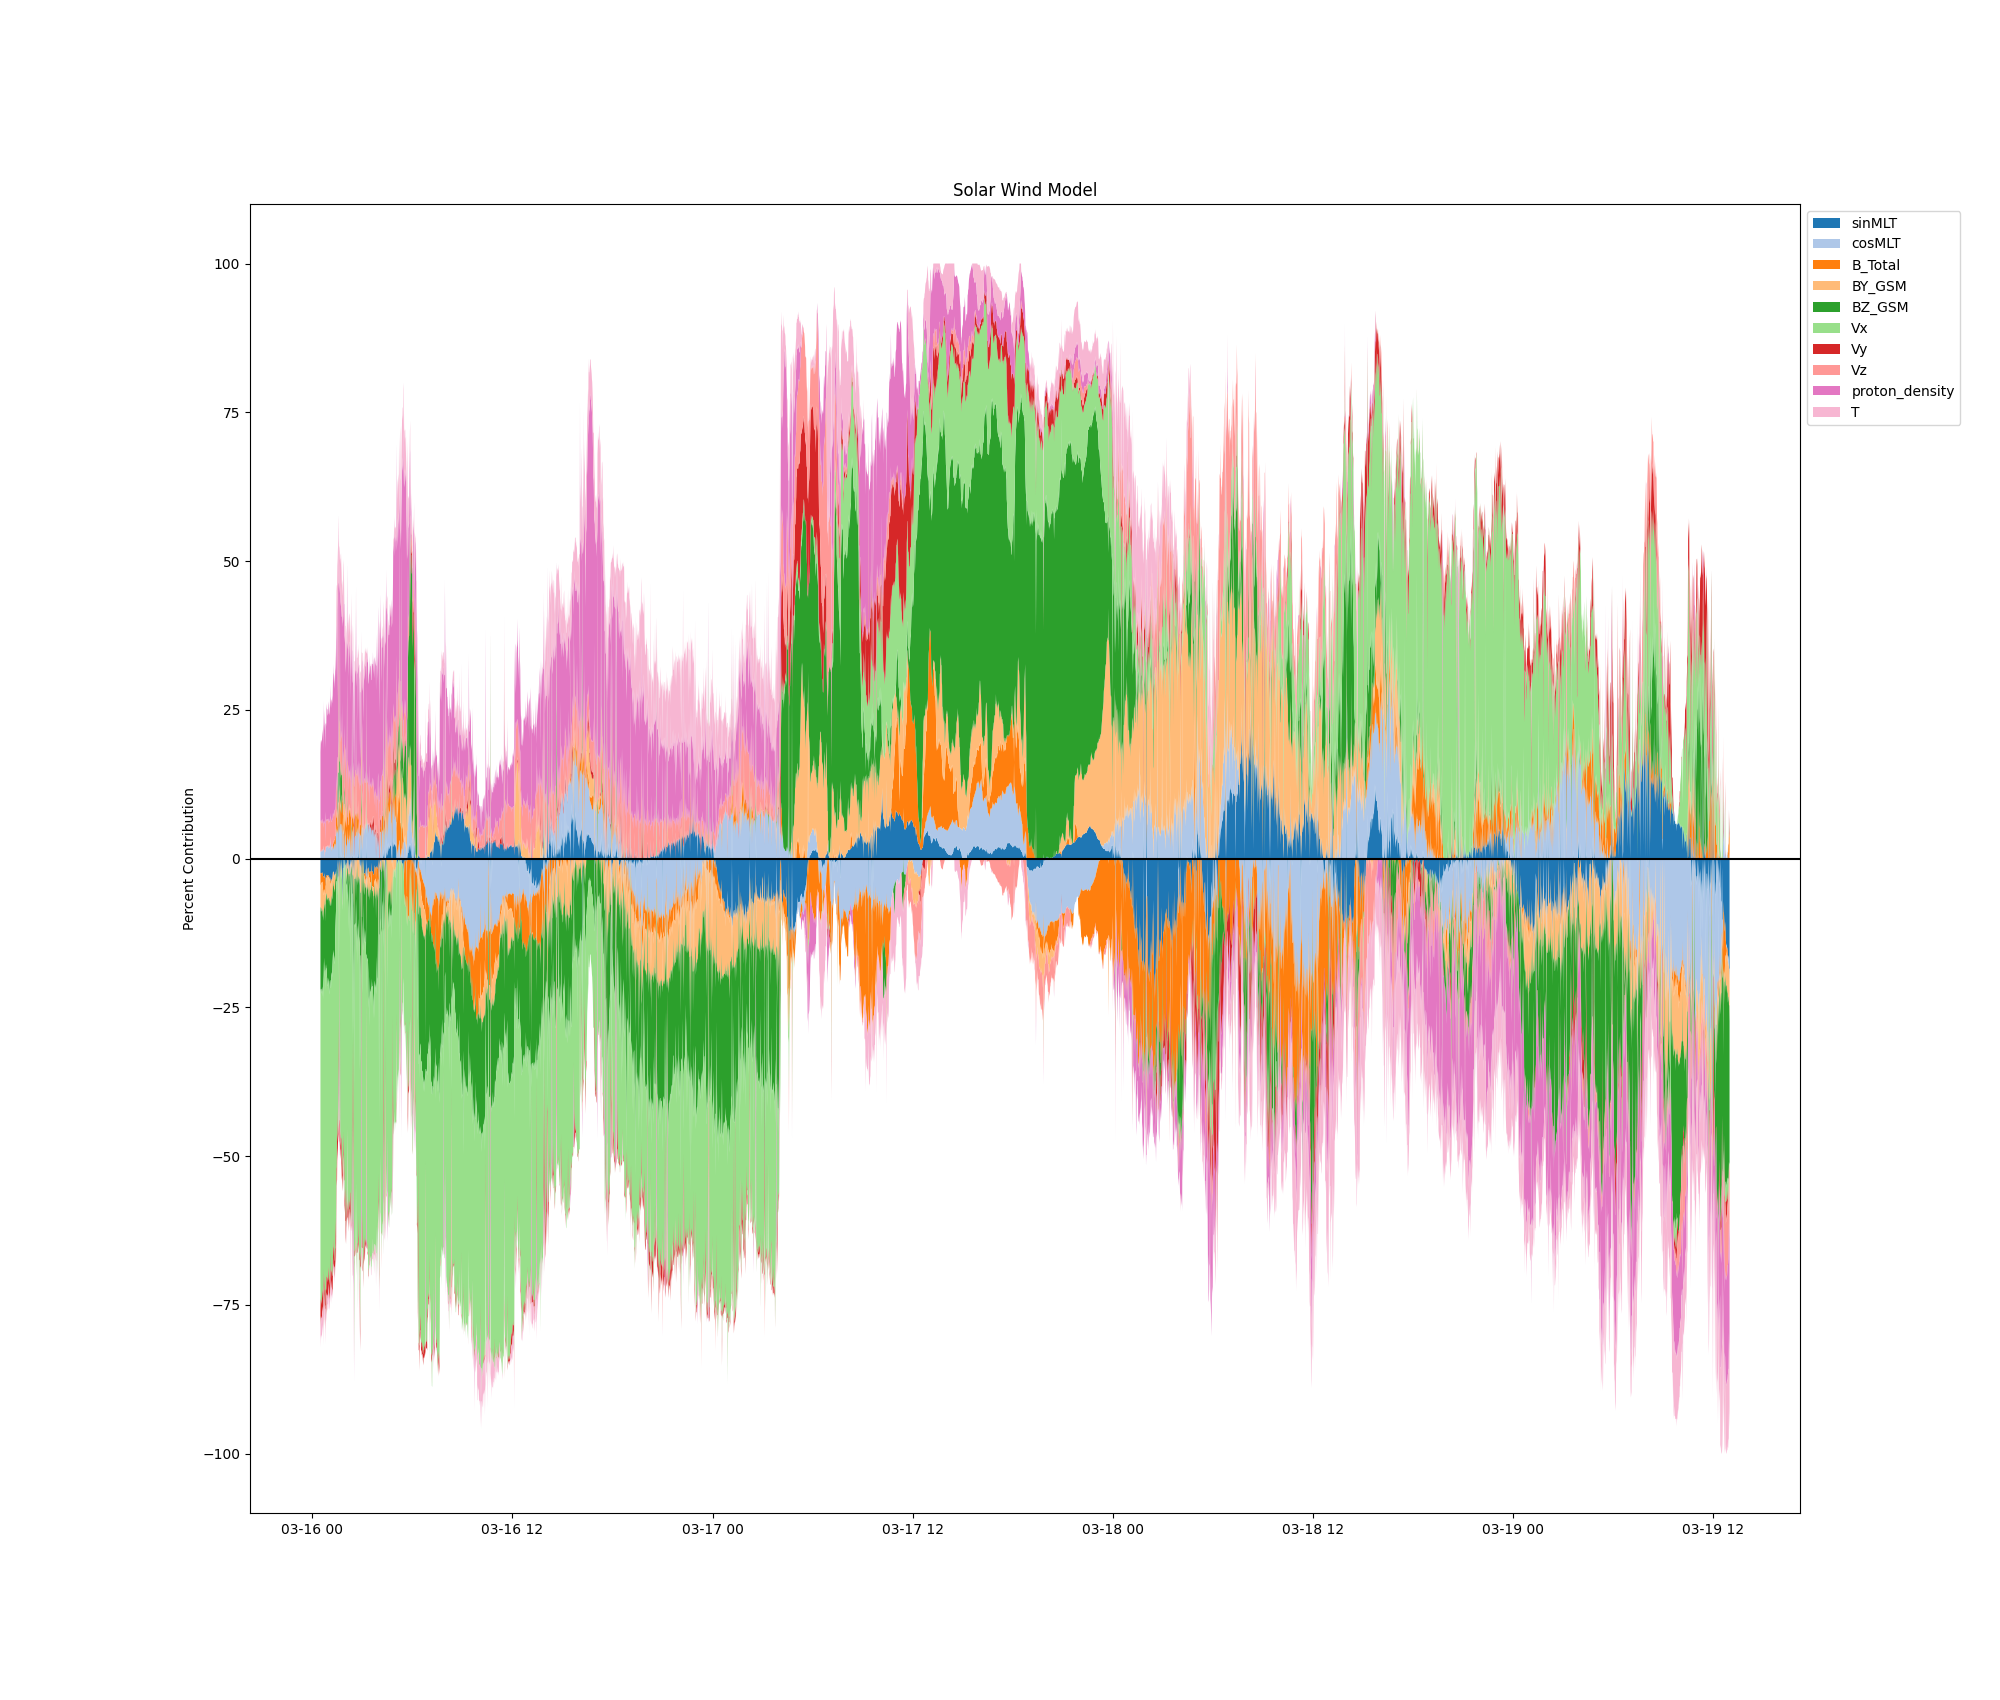 Solar Wind Model
sinMLT
cosMLT
B_Total
BY_GSM
BZ_GSM
Vx
Vy
Vz
proton_density
T
Percent Contribution
100
75
50
25
0
−25
−50
−75
−100
03-16 00
03-16 12
03-17 00
03-17 12
03-18 00
03-18 12
03-19 00
03-19 12